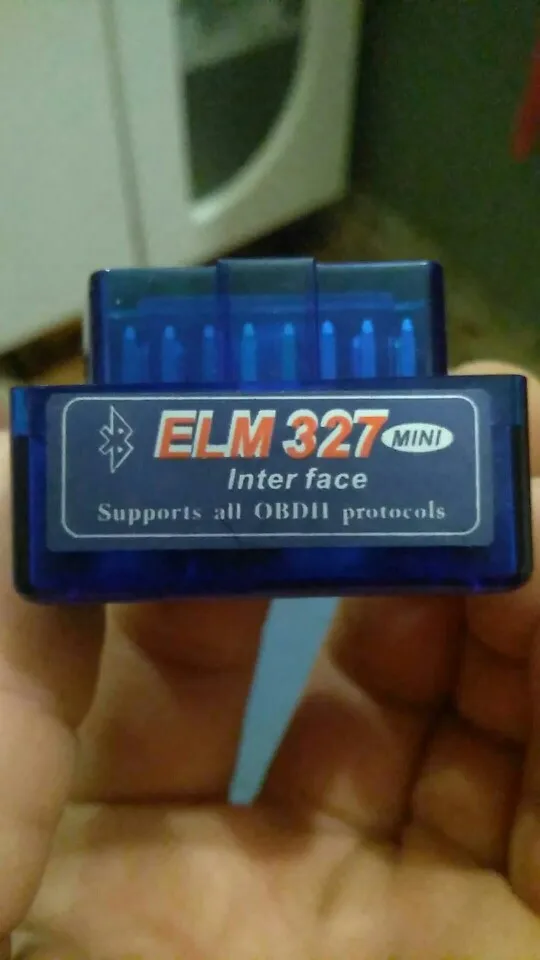 ELM 327 MINI
Inter face
Supports all OBDII protocols